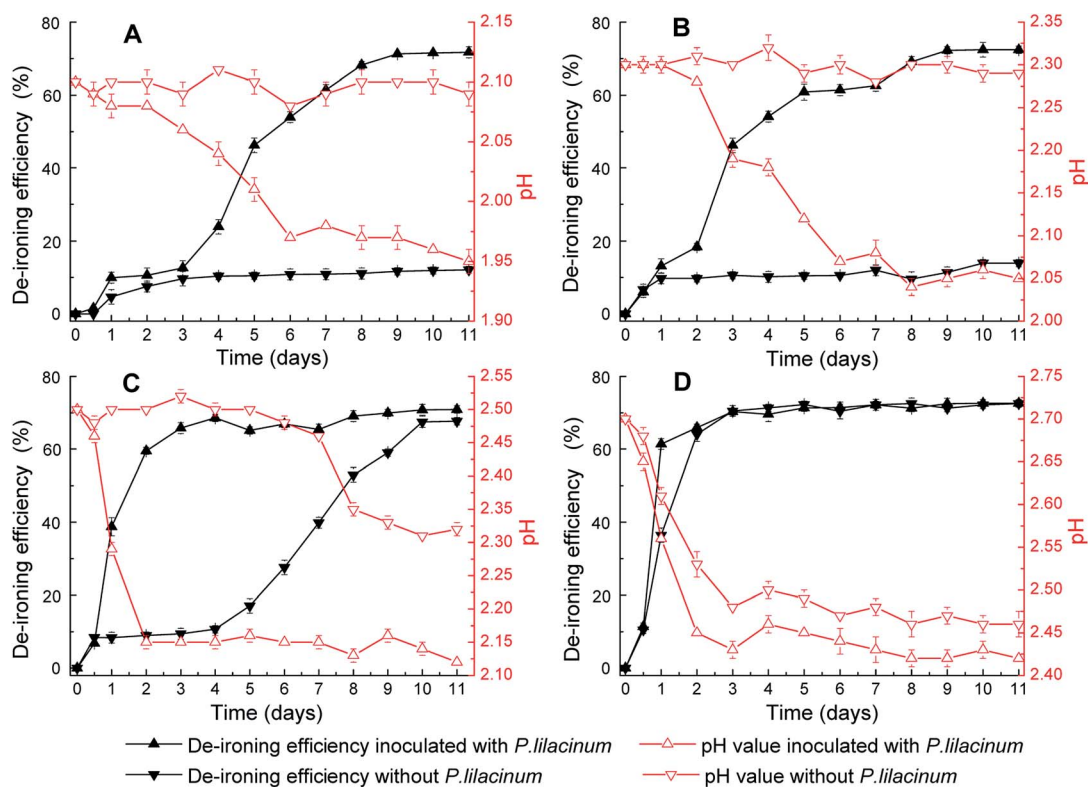 A
De-ironing efficiency (%)
80
60
40
20
0
0 1 2 3 4 5 6 7 8 9 10 11
Time (days)
2.15
2.10
2.05
2.00
1.95
1.90
pH
B
De-ironing efficiency (%)
80
60
40
20
0
0 1 2 3 4 5 6 7 8 9 10 11
Time (days)
2.35
2.30
2.25
2.20
2.15
2.10
2.05
2.00
pH
C
De-ironing efficiency (%)
80
60
40
20
0
0 1 2 3 4 5 6 7 8 9 10 11
Time (days)
2.55
2.50
2.45
2.40
2.35
2.30
2.25
2.20
2.15
2.10
pH
D
De-ironing efficiency (%)
80
60
40
20
0
0 1 2 3 4 5 6 7 8 9 10 11
Time (days)
2.75
2.70
2.65
2.60
2.55
2.50
2.45
2.40
pH
De-ironing efficiency inoculated with P.lilacinum
pH value inoculated with P.lilacinum
De-ironing efficiency without P.lilacinum
pH value without P.lilacinum